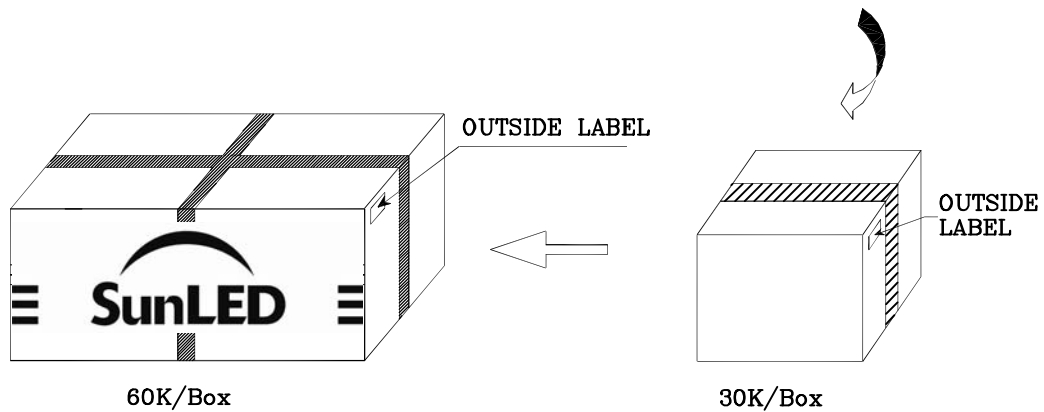 OUTSIDE LABEL
OUTSIDE
LABEL
SunLED
60K/Box
30K/Box